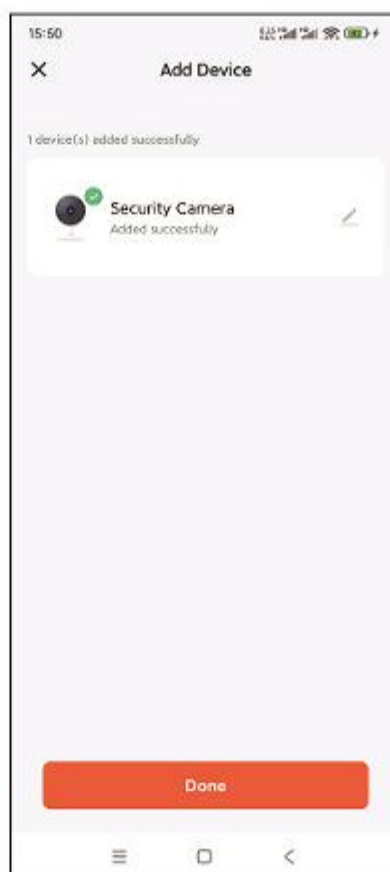 15:50
Add Device
1 device(s) added successfully
Security Camera
Added successfully
Done